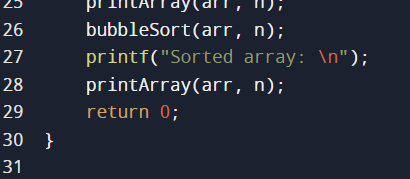 25 printArray(arr, n);
26 bubbleSort(arr, n);
27 printf("Sorted array: \n");
28 printArray(arr, n);
29 return 0;
30 }
31